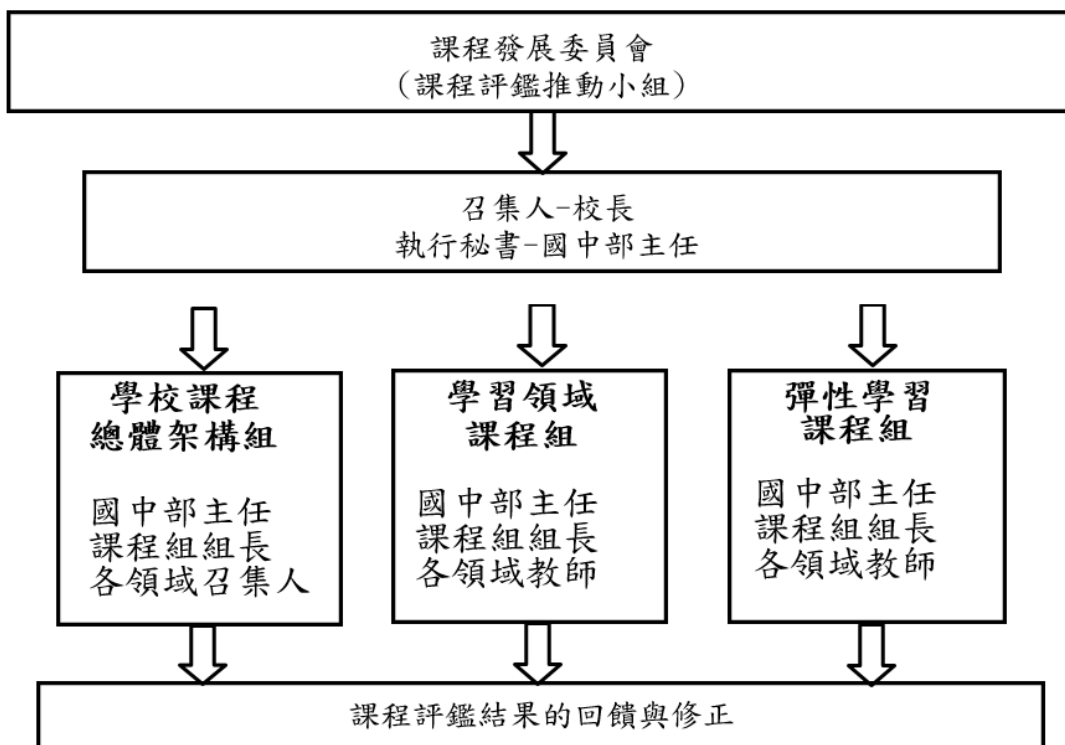 課程發展委員會
（課程評鑑推動小組）
召集人-校長
執行秘書-國中部主任
學校課程
總體架構組
國中部主任
課程組組長
各領域召集人
學習領域
課程組
國中部主任
課程組組長
各領域教師
彈性學習
課程組
國中部主任
課程組組長
各領域教師
課程評鑑結果的回饋與修正